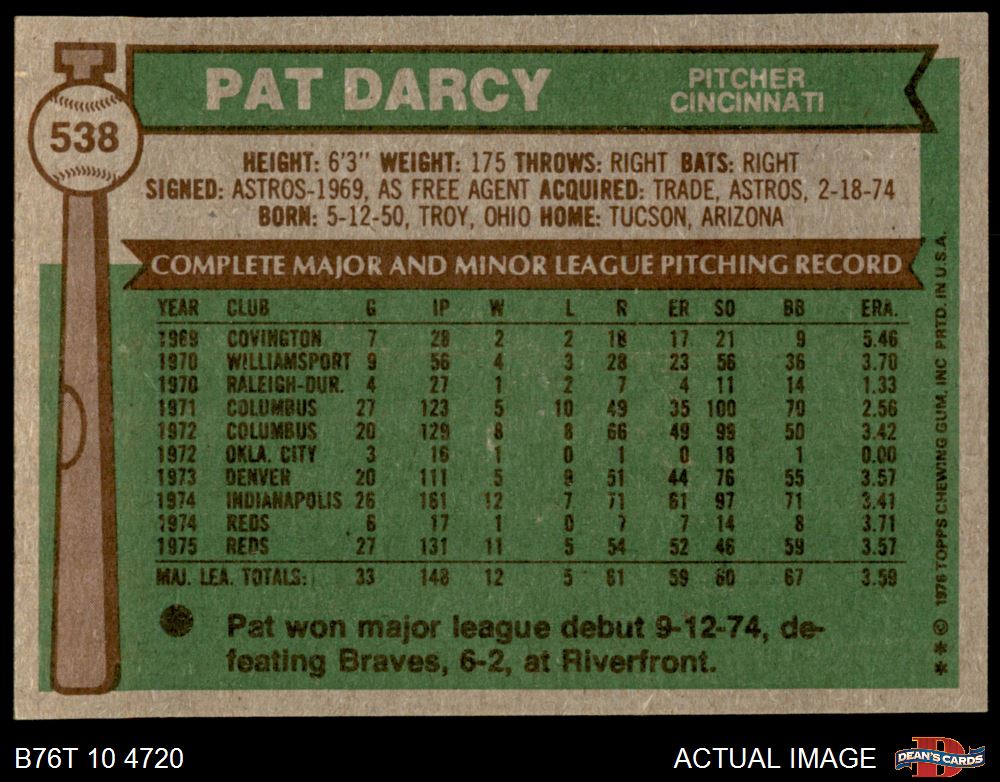 PAT DARCY
PITCHER
CINCINNATI
538
HEIGHT: 6'3" WEIGHT: 175 THROWS: RIGHT BATS: RIGHT
SIGNED: ASTROS-1969, AS FREE AGENT ACQUIRED: TRADE, ASTROS, 2-18-74
BORN: 5-12-50, TROY, OHIO HOME: TUCSON, ARIZONA
COMPLETE MAJOR AND MINOR LEAGUE PITCHING RECORD
YEAR CLUB G IP W L R ER SO BB ERA.
1969 COVINGTON 7 28 2 2 18 17 21 9 5.46
1970 WILLIAMSPORT 9 56 4 3 28 23 56 36 3.70
1970 RALEIGH-DUR. 4 27 1 2 7 4 11 14 1.33
1971 COLUMBUS 27 123 5 10 49 35 100 70 2.56
1972 COLUMBUS 20 129 8 8 66 49 99 50 3.42
1972 OKLA. CITY 3 16 1 0 1 0 18 1 0.00
1973 DENVER 20 111 5 9 51 44 76 55 3.57
1974 INDIANAPOLIS 26 161 12 7 71 61 97 71 3.41
1974 REDS 6 17 1 0 7 7 14 8 3.71
1975 REDS 27 131 11 5 54 52 46 59 3.57
MAJ. LEA. TOTALS: 33 148 12 5 61 59 60 67 3.59
Pat won major league debut 9-12-74, de-
feating Braves, 6-2, at Riverfront.
** © 1976 TOPPS CHEWING GUM, INC PRTD. IN U.S.A.
B76T 10 4720
ACTUAL IMAGE
DEAN'S CARDS